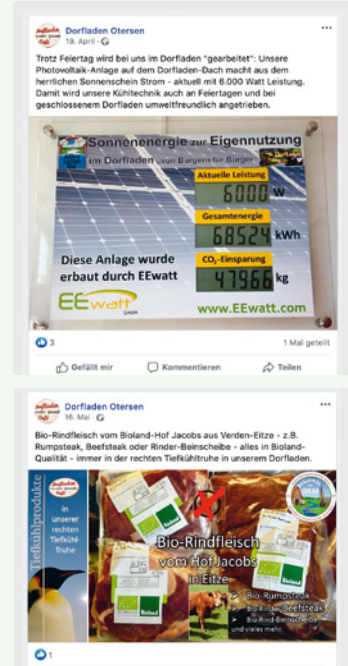 Dorfladen Otersen
19. April ·
Trotz Feiertag wird bei uns im Dorfladen "gearbeitet": Unsere
Photovoltaik-Anlage auf dem Dorfladen-Dach macht aus dem
herrlichen Sonnenschein Strom - aktuell mit 6.000 Watt Leistung.
Damit wird unsere Kühltechnik auch an Feiertagen und bei
geschlossenem Dorfladen umweltfreundlich angetrieben.
Sonnenenergie zur Eigennutzung
im Dorfladen von Bürgern für Bürger
Aktuelle Leistung
6000 W
Gesamtenergie
68524 kWh
CO₂-Einsparung
47966 kg
Diese Anlage wurde
erbaut durch EEwatt
EEwatt
GmbH
www.EEwatt.com
3
1 Mal geteilt
Gefällt mir
Kommentieren
Teilen
Dorfladen Otersen
16. Mai ·
Bio-Rindfleisch vom Bioland-Hof Jacobs aus Verden-Eitze - z.B.
Rumpsteak, Beefsteak oder Rinder-Beinscheibe - alles in Bioland-
Qualität - immer in der rechten Tiefkühltruhe in unserem Dorfladen.
Tiefkühlprodukte
in
unserer
rechten
Tiefkühl-
Truhe
Bioland
Bio-Rindfleisch
vom Hof Jacobs
in Eitze
Bioland
Bio-Rumpsteak
Bio-Rinder Beefsteak
Bio-Rind-Beinscheibe
und vieles mehr.
1